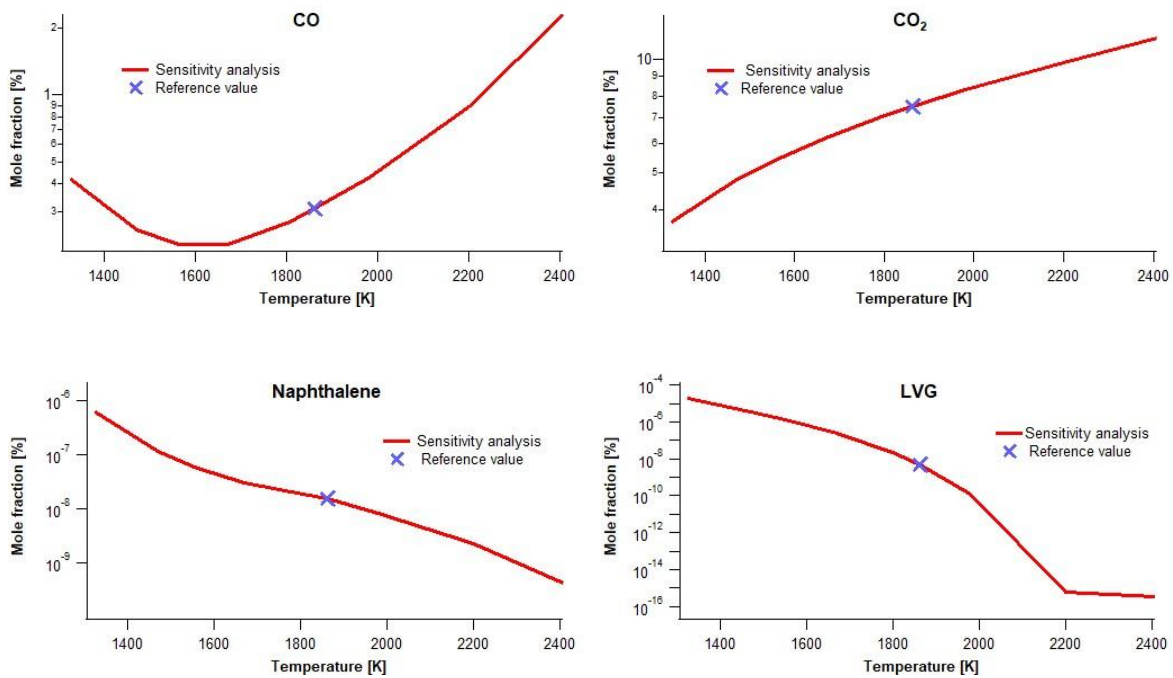 CO
Mole fraction [%]
2
1
9
8
7
6
5
4
3
Sensitivity analysis
Reference value
1400 1600 1800 2000 2200 2400
Temperature [K]
CO₂
Mole fraction [%]
10
9
8
7
6
5
4
Sensitivity analysis
Reference value
1400 1600 1800 2000 2200 2400
Temperature [K]
Naphthalene
Mole fraction [%]
10⁻⁶
10⁻⁷
10⁻⁸
10⁻⁹
Sensitivity analysis
Reference value
1400 1600 1800 2000 2200 2400
Temperature [K]
LVG
Mole fraction [%]
10⁻⁴
10⁻⁶
10⁻⁸
10⁻¹⁰
10⁻¹²
10⁻¹⁴
10⁻¹⁶
Sensitivity analysis
Reference value
1400 1600 1800 2000 2200 2400
Temperature [K]